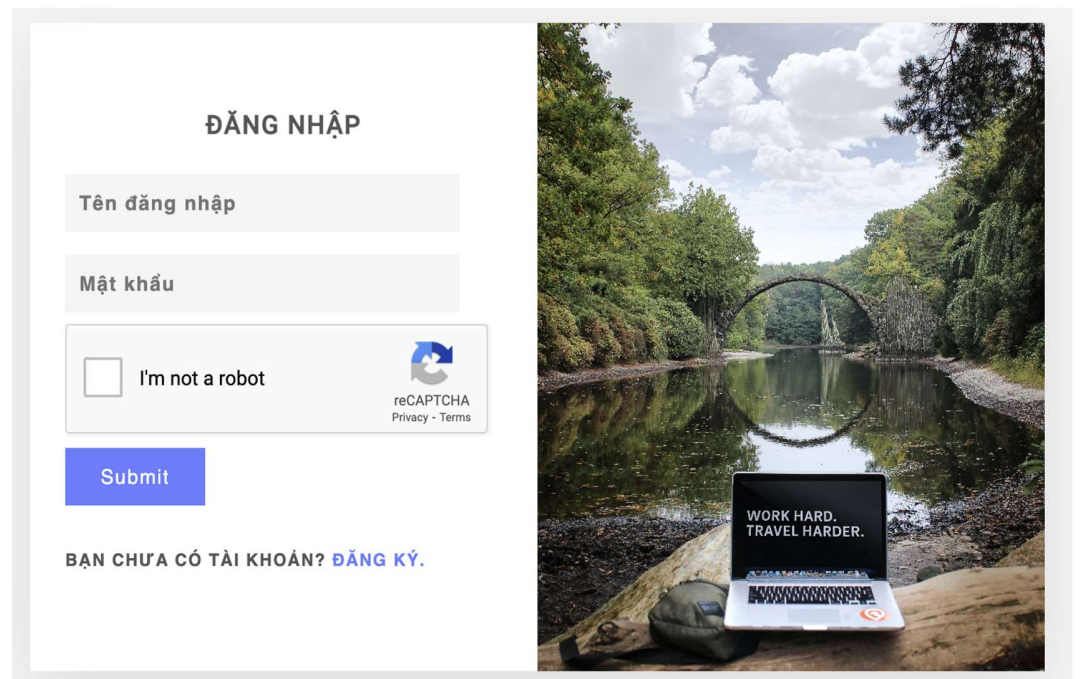 ĐĂNG NHẬP
Tên đăng nhập
Mật khẩu
I'm not a robot
reCAPTCHA
Privacy - Terms
Submit
BẠN CHƯA CÓ TÀI KHOẢN? ĐĂNG KÝ.
WORK HARD.
TRAVEL HARDER.